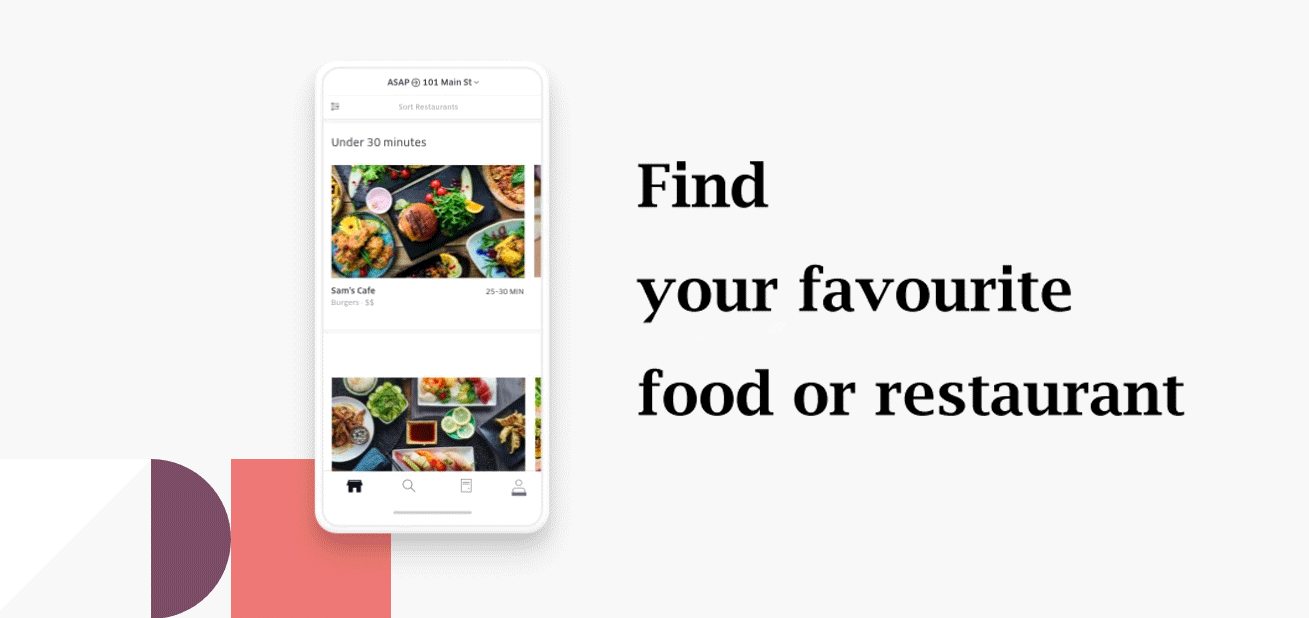 ASAP 101 Main St
Sort Restaurants
Under 30 minutes
Sam's Cafe
25-30 MIN
Burgers · $$
Find
your favourite
food or restaurant